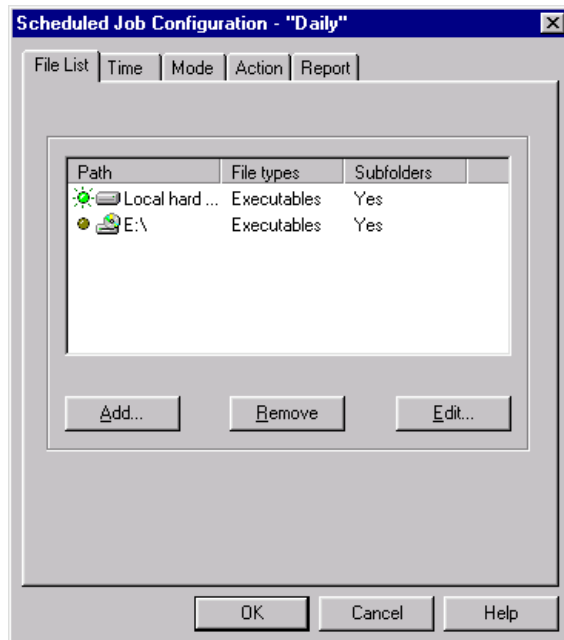 Scheduled Job Configuration - "Daily"
File List Time Mode Action Report
Path File types Subfolders
Local hard ... Executables Yes
E:\ Executables Yes
Add... Remove Edit...
OK Cancel Help